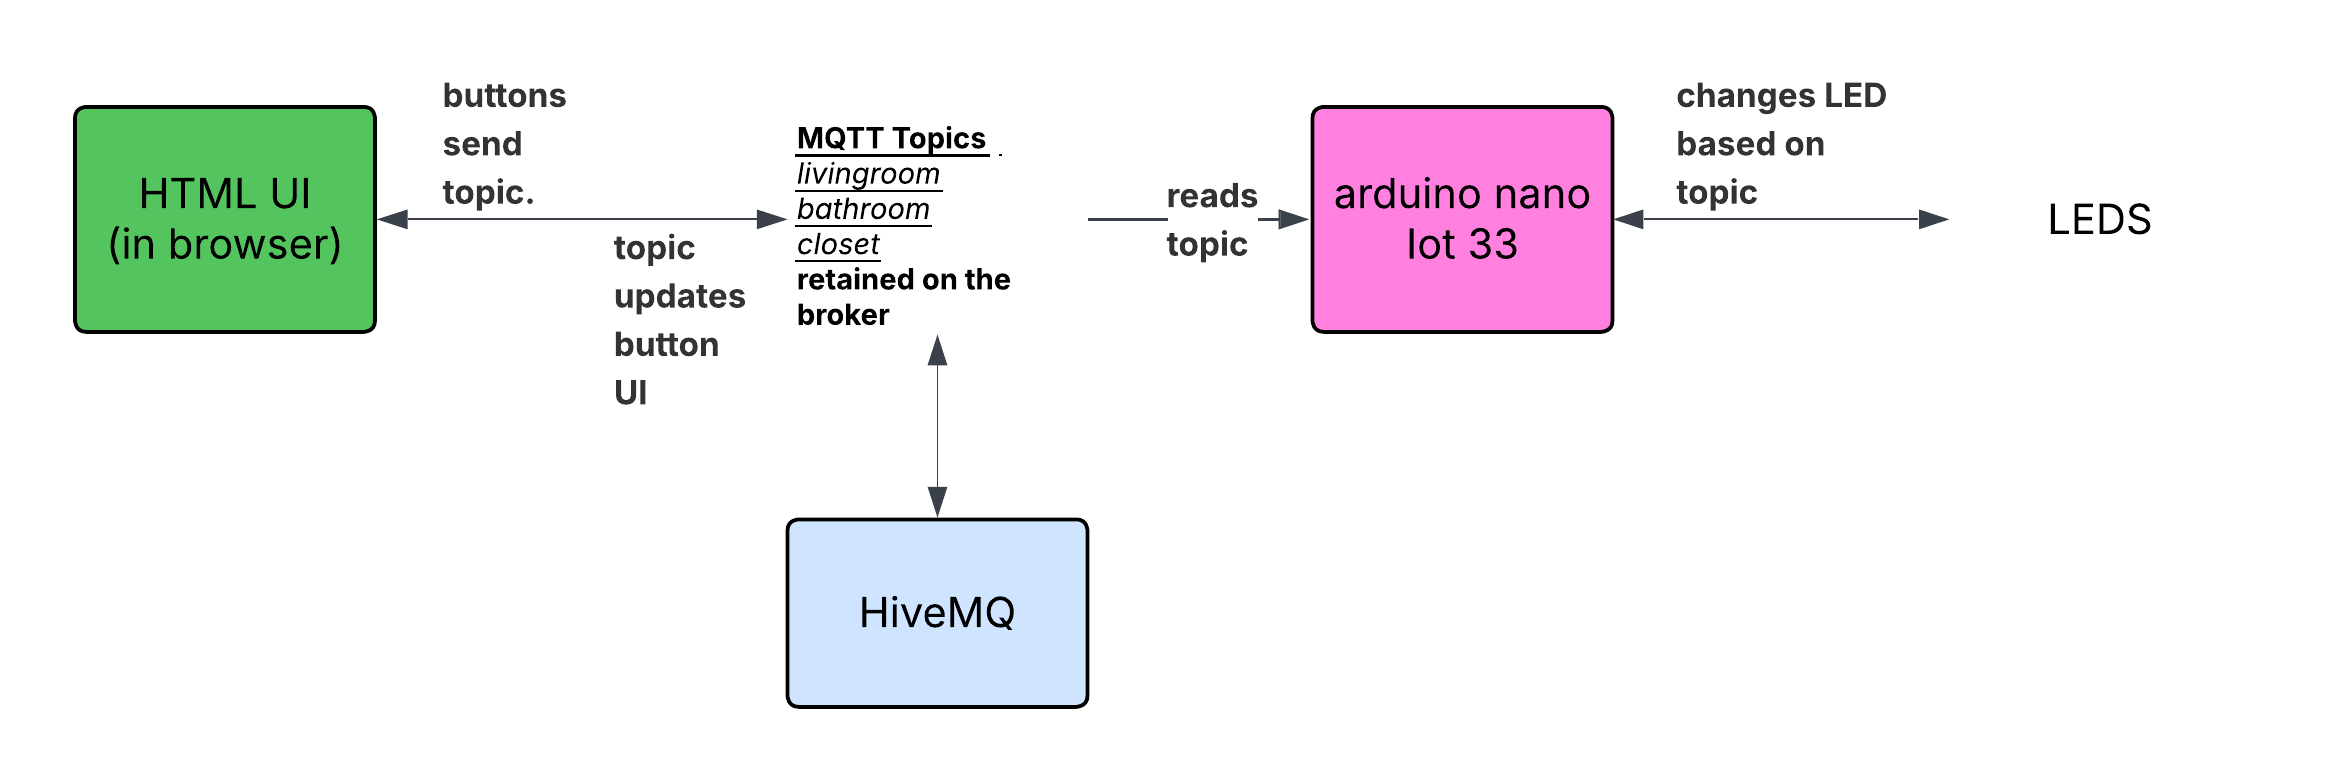 HTML UI
(in browser)
buttons
send
topic.
topic
updates
button
UI
MQTT Topics
livingroom
bathroom
closet
retained on the
broker
reads
topic
arduino nano
Iot 33
changes LED
based on
topic
LEDS
HiveMQ